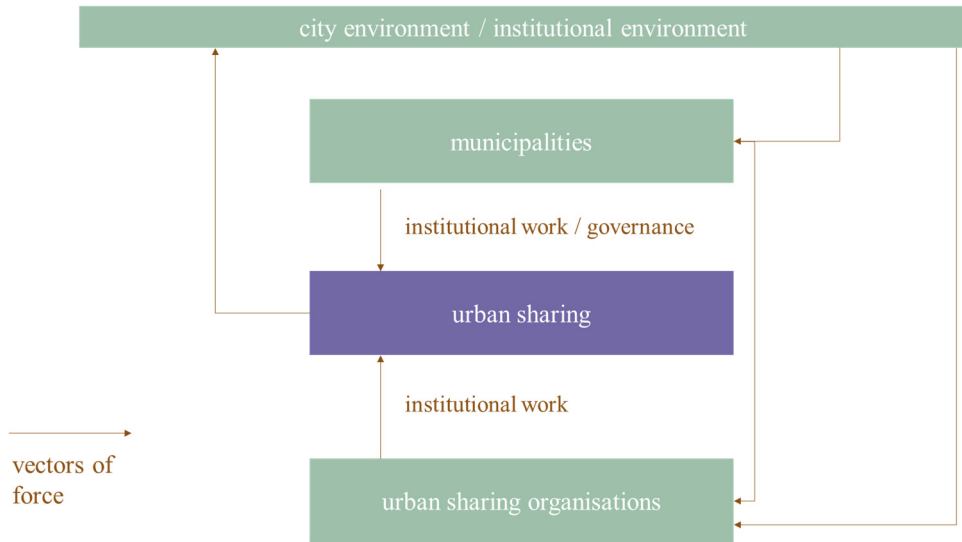 city environment / institutional environment
municipalities
institutional work / governance
urban sharing
institutional work
vectors of
force
urban sharing organisations